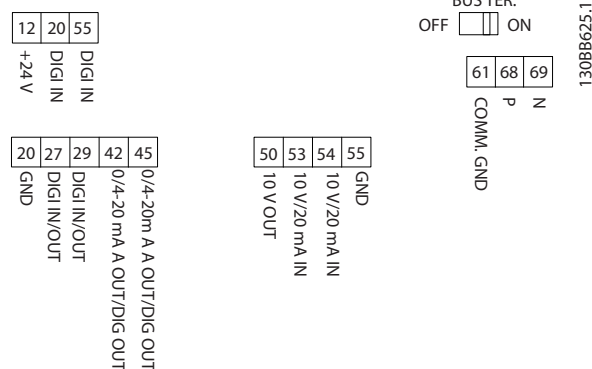 BUS TER.
OFF ON
130BB625.1
12 20 55
+24 V
DIGI IN
DIGI IN
61 68 69
COMM. GND
P
N
20 27 29 42 45
GND
DIGI IN/OUT
DIGI IN/OUT
0/4-20 mA A OUT/DIG OUT
0/4-20m A A OUT/DIG OUT
50 53 54 55
10 V OUT
10 V/20 mA IN
10 V/20 mA IN
GND